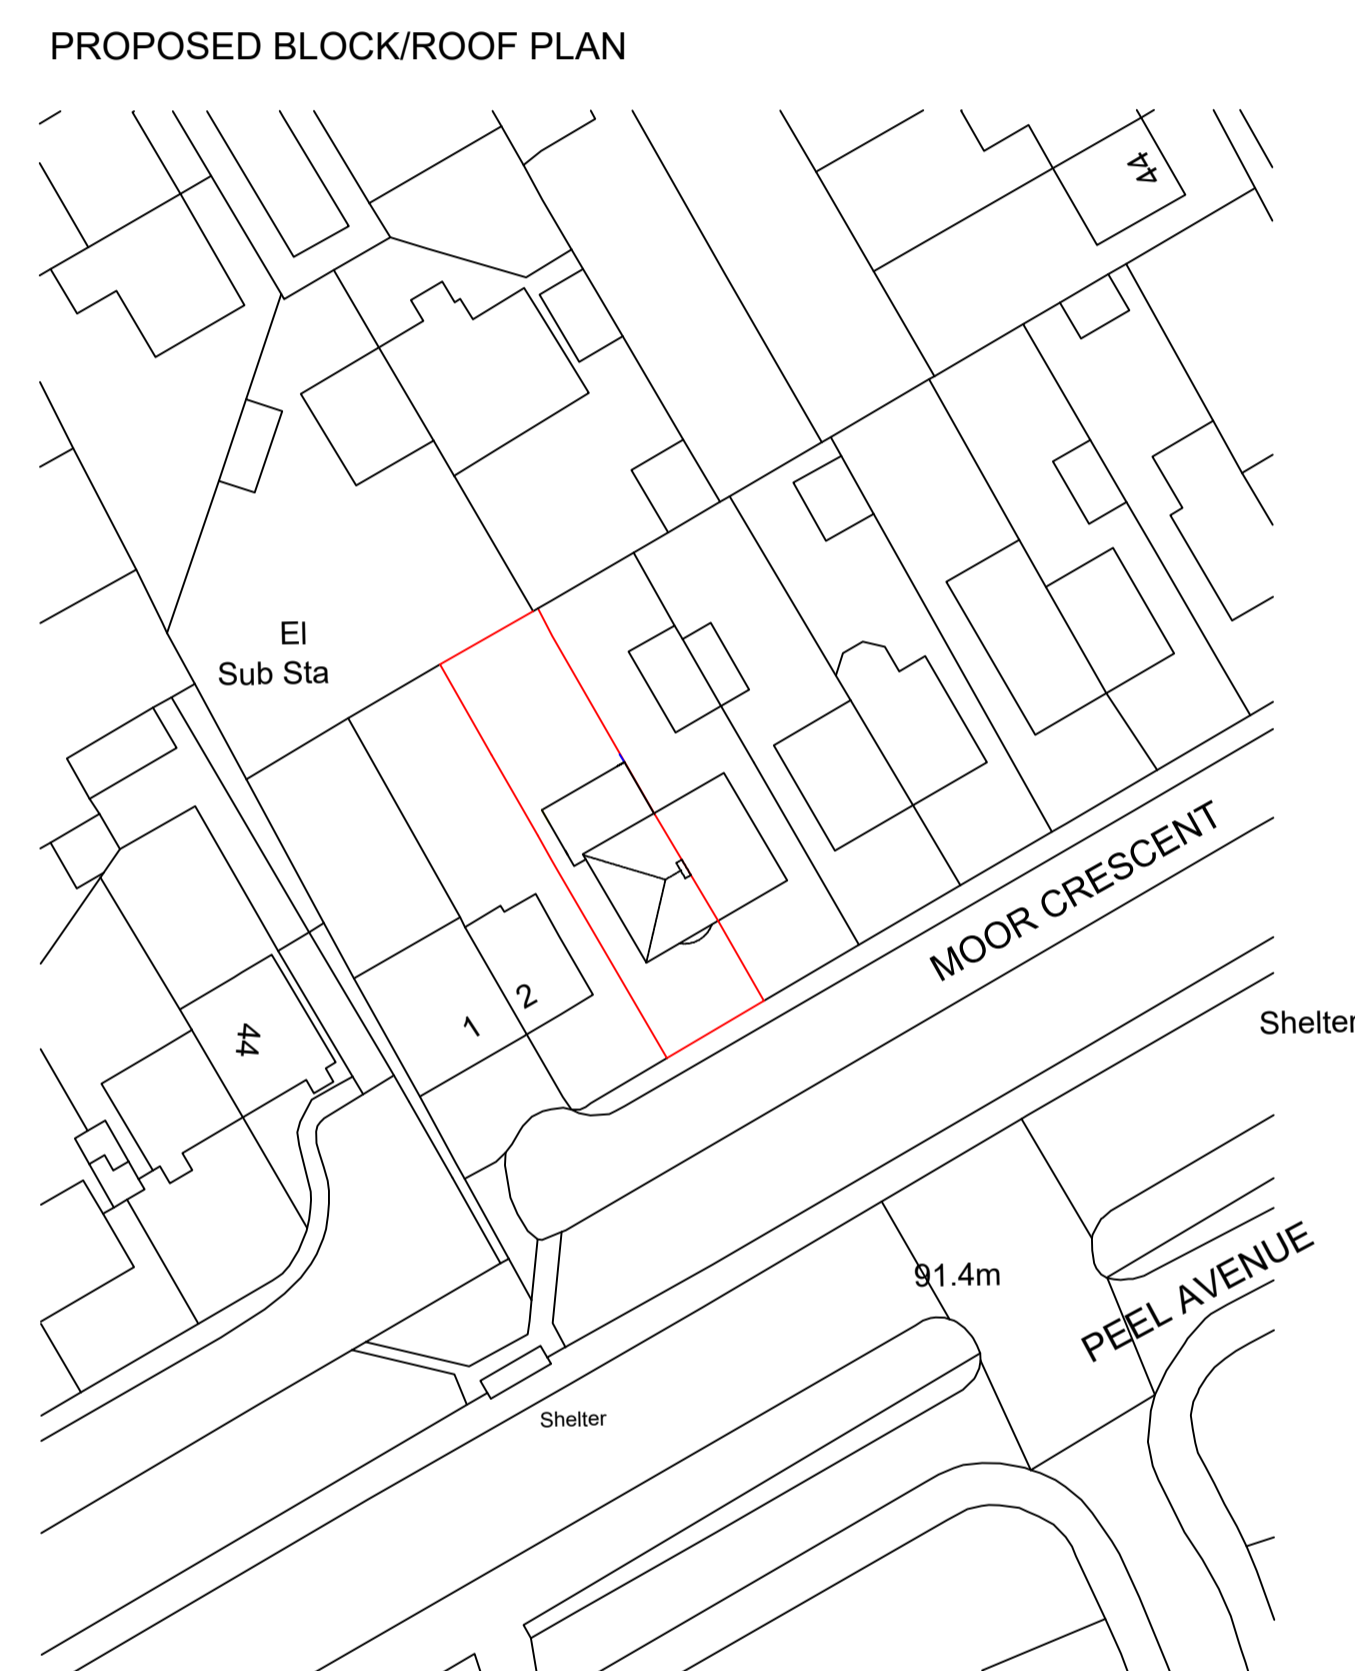 PROPOSED BLOCK/ROOF PLAN
44
El
Sub Sta
MOOR CRESCENT
2
1
44
Shelter
91.4m
PEEL AVENUE
Shelter